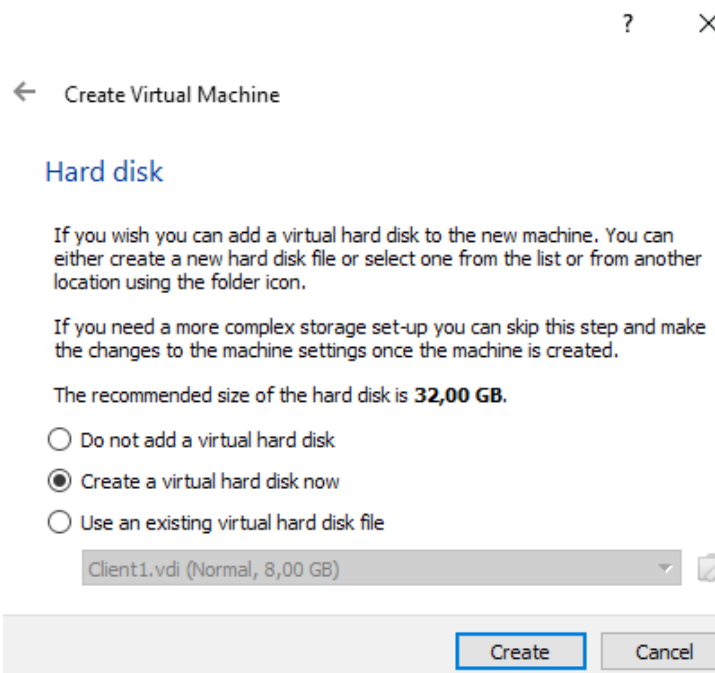 ?
Create Virtual Machine
Hard disk
If you wish you can add a virtual hard disk to the new machine. You can
either create a new hard disk file or select one from the list or from another
location using the folder icon.
If you need a more complex storage set-up you can skip this step and make
the changes to the machine settings once the machine is created.
The recommended size of the hard disk is 32,00 GB.
Do not add a virtual hard disk
Create a virtual hard disk now
Use an existing virtual hard disk file
Client1.vdi (Normal, 8,00 GB)
Create Cancel